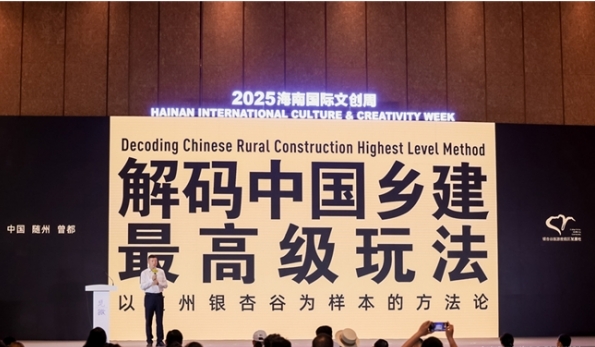 2025海南国际文创周
HAINAN INTERNATIONAL CULTURE & CREATIVITY WEEK
Decoding Chinese Rural Construction Highest Level Method
解码中国乡建
最高级玩法
以 州银杏谷为样本的方法论
中国 随州 曾都